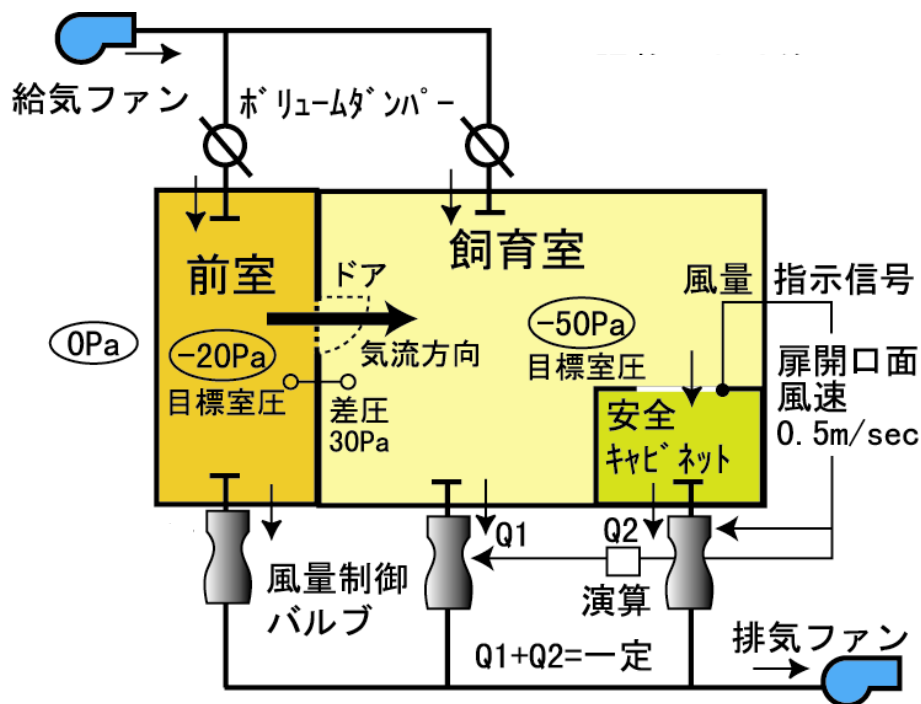 給気ファン
ボリュームダンパー
前室
ドア
飼育室
風量 指示信号
0Pa
-20Pa
目標室圧
気流方向
-50Pa
目標室圧
扉開口面
風速
0.5m/sec
差圧
30Pa
安全
キャビネット
Q1
Q2
風量制御
バルブ
演算
Q1+Q2=一定
排気ファン